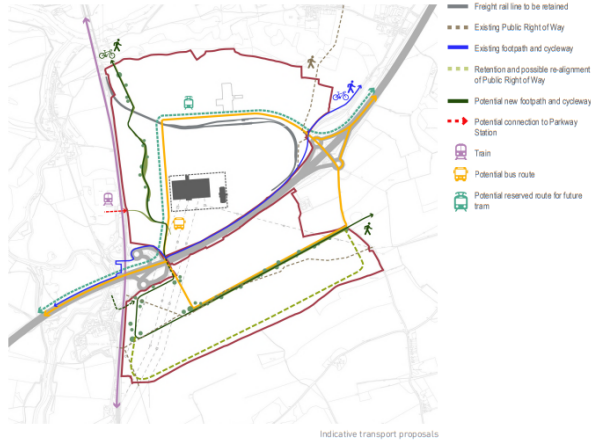 Freight rail line to be retained
Existing Public Right of Way
Existing footpath and cycleway
Retention and possible re-alignment
of Public Right of Way
Potential new footpath and cycleway
Potential connection to Parkway
Station
Train
Potential bus route
Potential reserved route for future
tram
Indicative transport proposals